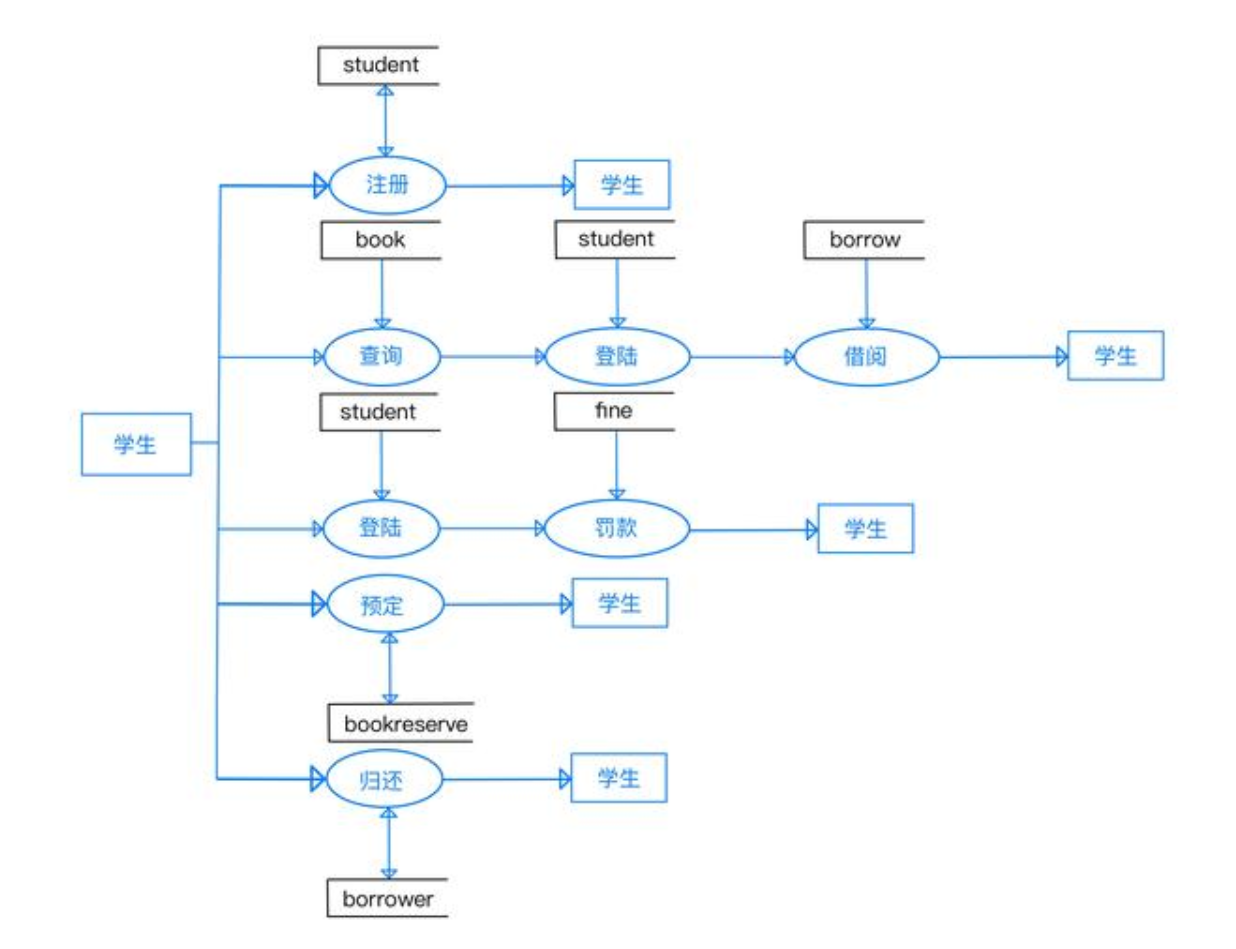 student
注册
学生
book
student
borrow
查询
登陆
借阅
学生
student
fine
学生
登陆
罚款
学生
预定
学生
bookreserve
归还
学生
borrower